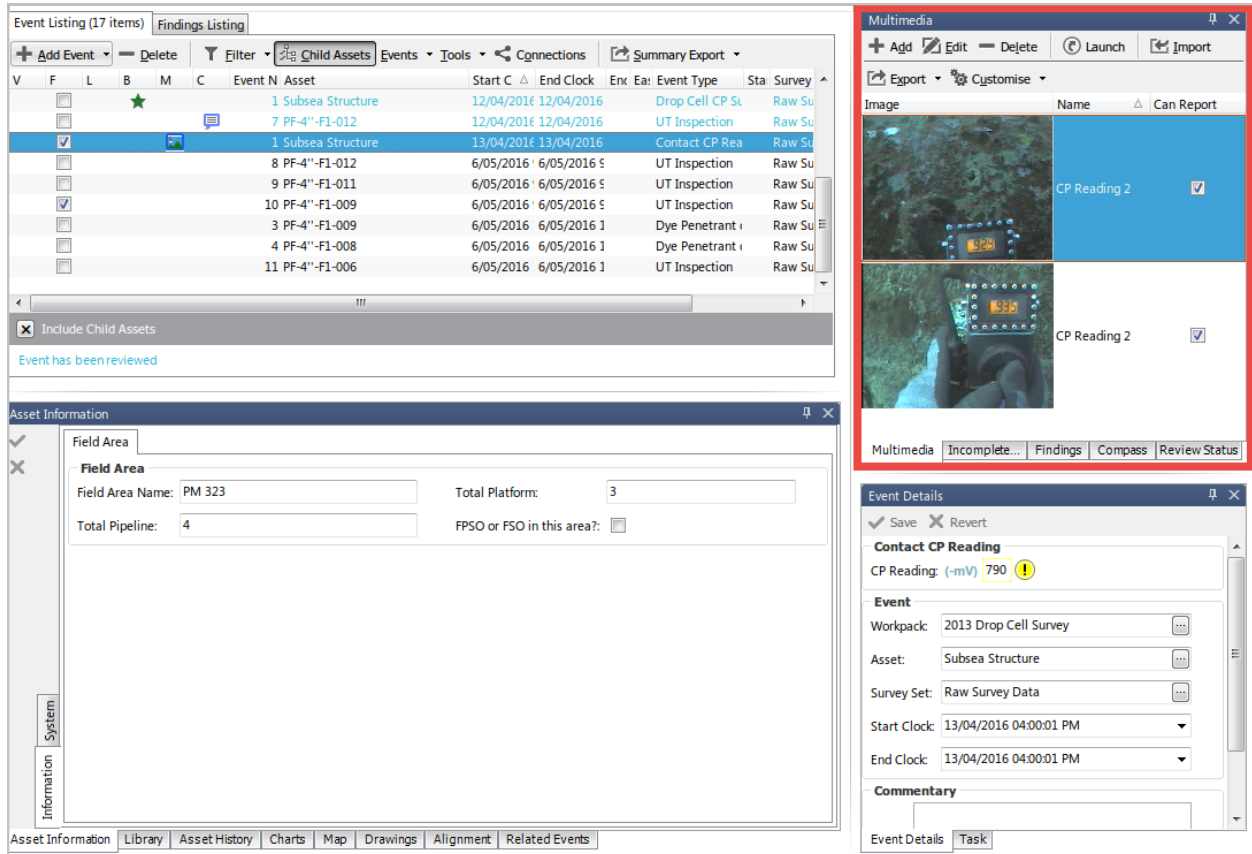 Event Listing (17 items) Findings Listing
Add Event Delete Filter Child Assets Events Tools Connections Summary Export
V F L B M C Event N Asset Start C End Clock Enc Ea: Event Type Sta Survey
1 Subsea Structure 12/04/2016 12/04/2016 Drop Cell CP Su Raw Su
7 PF-4''-F1-012 12/04/2016 12/04/2016 UT Inspection Raw Su
1 Subsea Structure 13/04/2016 13/04/2016 Contact CP Rea Raw Su
8 PF-4''-F1-012 6/05/2016 6/05/2016 9 UT Inspection Raw Su
9 PF-4''-F1-011 6/05/2016 6/05/2016 9 UT Inspection Raw Su
10 PF-4''-F1-009 6/05/2016 6/05/2016 9 UT Inspection Raw Su
3 PF-4''-F1-009 6/05/2016 6/05/2016 1 Dye Penetrant Raw Su
4 PF-4''-F1-008 6/05/2016 6/05/2016 1 Dye Penetrant Raw Su
11 PF-4''-F1-006 6/05/2016 6/05/2016 1 UT Inspection Raw Su
Include Child Assets
Event has been reviewed
Asset Information
Field Area
Field Area
Field Area Name: PM 323 Total Platform: 3
Total Pipeline: 4 FPSO or FSO in this area?:
System
Information
Asset Information Library Asset History Charts Map Drawings Alignment Related Events
Multimedia
Add Edit Delete Launch Import
Export Customise
Image Name Can Report
CP Reading 2
924
CP Reading 2
935
Multimedia Incomplete... Findings Compass Review Status
Event Details
Save Revert
Contact CP Reading
CP Reading: (-mV) 790
Event
Workpack: 2013 Drop Cell Survey ...
Asset: Subsea Structure ...
Survey Set: Raw Survey Data ...
Start Clock: 13/04/2016 04:00:01 PM
End Clock: 13/04/2016 04:00:01 PM
Commentary
Event Details Task